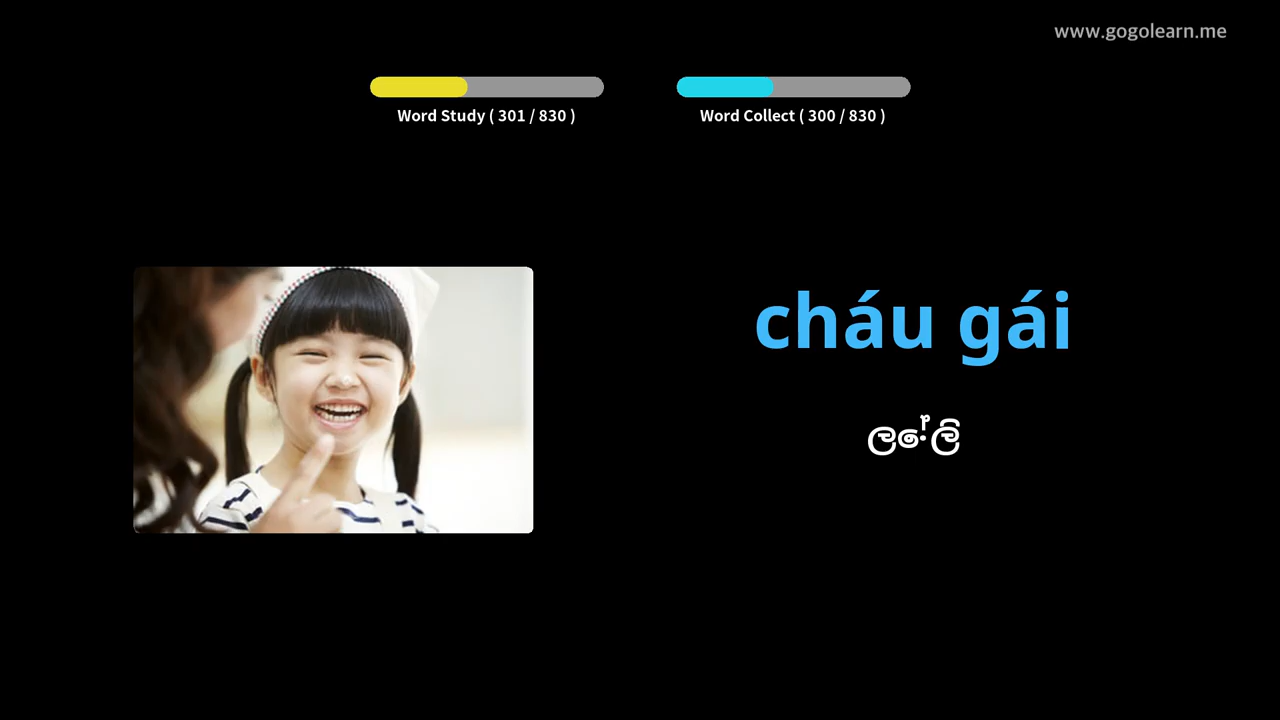 www.gogolearn.me
Word Study ( 301 / 830 )
Word Collect ( 300 / 830 )
cháu gái
ලේලි